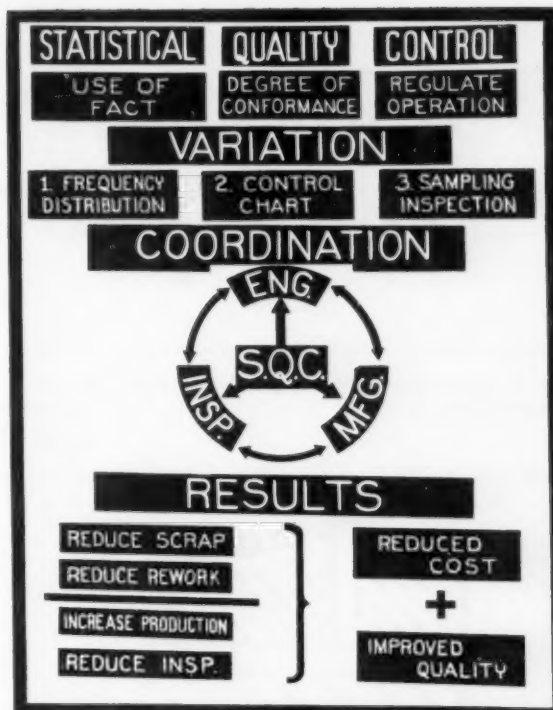 STATISTICAL QUALITY CONTROL
USE OF FACT
DEGREE OF CONFORMANCE
REGULATE OPERATION
VARIATION
1. FREQUENCY DISTRIBUTION
2. CONTROL CHART
3. SAMPLING INSPECTION
COORDINATION
ENG.
S.Q.C.
INSP.
MFG.
RESULTS
REDUCE SCRAP
REDUCE REWORK
INCREASE PRODUCTION
REDUCE INSP.
REDUCED COST
+
IMPROVED QUALITY